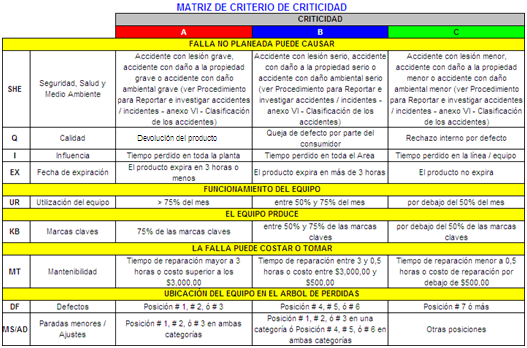 MATRIZ DE CRITERIO DE CRITICIDAD
CRITICIDAD
A B C
FALLA NO PLANEADA PUEDE CAUSAR
SHE
Seguridad, Salud y
Medio Ambiente
Accidente con lesión grave,
accidente con daño a la propiedad
grave o accidente con daño
ambiental grave (ver Procedimiento
para Reportar e investigar accidentes
/ incidentes - anexo VI - Clasificación
de los accidentes)
Accidente con lesión serio, accidente
con daño a la propiedad serio o
accidente con daño ambiental serio
(ver Procedimiento para Reportar e
investigar accidentes / incidentes -
anexo VI - Clasificación de los
accidentes)
Accidente con lesión menor,
accidente con daño a la propiedad
menor o accidente con daño
ambiental menor (ver Procedimiento
para Reportar e investigar accidentes
/ incidentes - anexo VI - Clasificación
de los accidentes)
Q
Calidad
Devolución del producto
Queja de defecto por parte del
consumidor
Rechazo interno por defecto
I
Influencia
Tiempo perdido en toda la planta
Tiempo perdido en todo el Area
Tiempo perdido en la línea / equipo
EX
Fecha de expiración
El producto expira en 3 horas o
menos
El producto expira en más de 3 horas
El producto no expira
FUNCIONAMIENTO DEL EQUIPO
UR
Utilización del equipo
> 75% del mes
entre 50% y 75% del mes
por debajo del 50% del mes
EL EQUIPO PRDUCE
KB
Marcas claves
75% de las marcas claves
entre 50% y 75% de las marcas
claves
por debajo del 50% de las marcas
claves
LA FALLA PUEDE COSTAR O TOMAR
MT
Mantenibilidad
Tiempo de reparación mayor a 3
horas o costo superior a los
$3,000,00
Tiempo de reparación entre 3 y 0,5
horas o costo entre $3,000,00 y
$500,00
Tiempo de reparación menor a 0,5
horas o costo de reparación por
debajo de $500,00
UBICACIÓN DEL EQUIPO EN EL ARBOL DE PERDIDAS
DF
Defectos
Posición # 1, # 2, ó # 3
Posición # 4, # 5, ó # 6
Posición # 7 ó más
MS/AD
Paradas menores /
Ajustes
Posición # 1, # 2, ó # 3 en ambas
categorías
Posición # 1, # 2, ó # 3 en una
categoría ó Posición # 4, # 5, ó # 6 en
ambas categorías
Otras posiciones